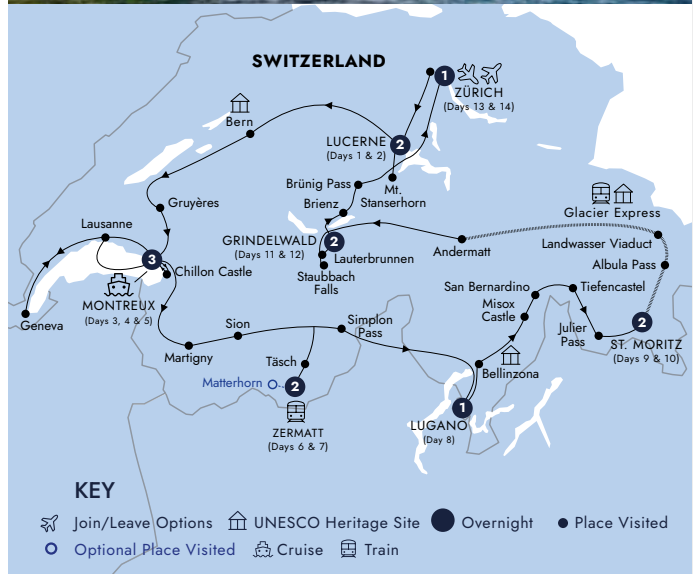 SWITZERLAND
1
ZÜRICH
(Days 13 & 14)
Bern
LUCERNE
(Days 1 & 2)
2
Mt.
Stanserhorn
Brünig Pass
Brienz
Gruyères
Lausanne
GRINDELWALD
(Days 11 & 12)
2
Lauterbrunnen
Staubbach
Falls
Andermatt
Glacier Express
Landwasser Viaduct
Albula Pass
3
Chillon Castle
MONTREUX
(Days 3, 4 & 5)
Geneva
Martigny
Sion
Simplon
Pass
Täsch
Matterhorn
2
ZERMATT
(Days 6 & 7)
San Bernardino
Misox
Castle
Tiefencastel
Julier
Pass
2
ST. MORITZ
(Days 9 & 10)
Bellinzona
1
LUGANO
(Day 8)
KEY
Join/Leave Options
UNESCO Heritage Site
Overnight
Place Visited
Optional Place Visited
Cruise
Train